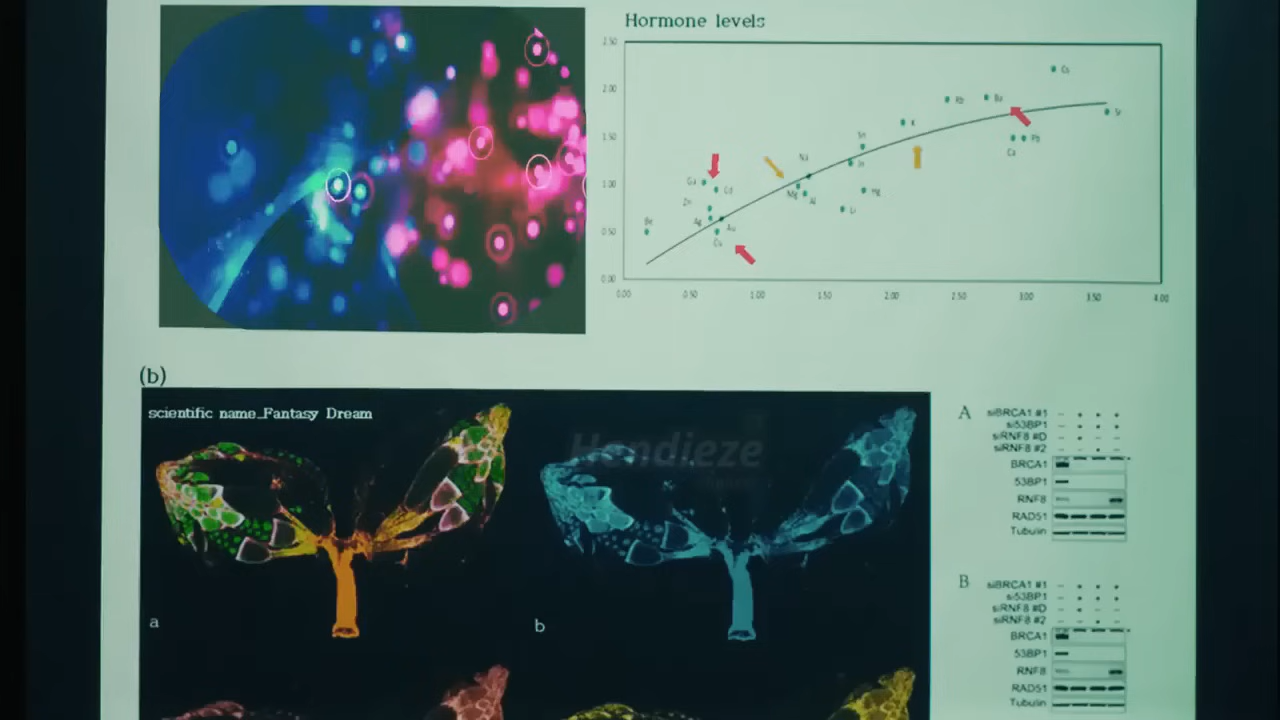 Hormone levels
2.50
2.00
1.50
1.00
0.50
0.00
0.00 0.50 1.00 1.50 2.00 2.50 3.00 3.50 4.00
Cs
Rb
Ba
Sr
K
Sn
Pb
Ca
Na
In
Ga
Cd
Mg
Hg
Al
Zn
Li
Be
Ag
Au
Cu
(b)
scientific name_Fantasy Dream
Hendieze
a
b
A
siBRCA1 #1 - + + +
si53BP1 - + + +
siRNF8 #D
siRNF8 #2
BRCA1
53BP1
RNF8
RAD51
Tubulin
B
siBRCA1 #1 - + + +
si53BP1 - + + +
siRNF8 #D
siRNF8 #2
BRCA1
53BP1
RNF8
RAD51
Tubulin